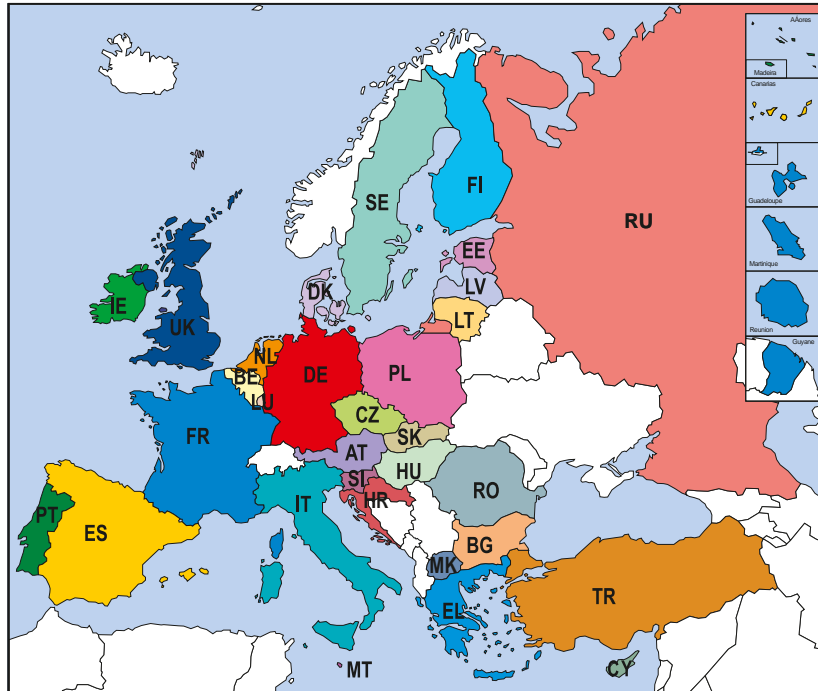 AÄores
Madeira
Canarias
Guadeloupe
Martinique
Reunion
Guyane
FI
SE
RU
EE
LV
DK
LT
IE
UK
NL
DE
PL
BE
LU
CZ
FR
SK
AT
HU
SI
IT
HR
RO
PT
ES
BG
MK
TR
EL
MT
CY